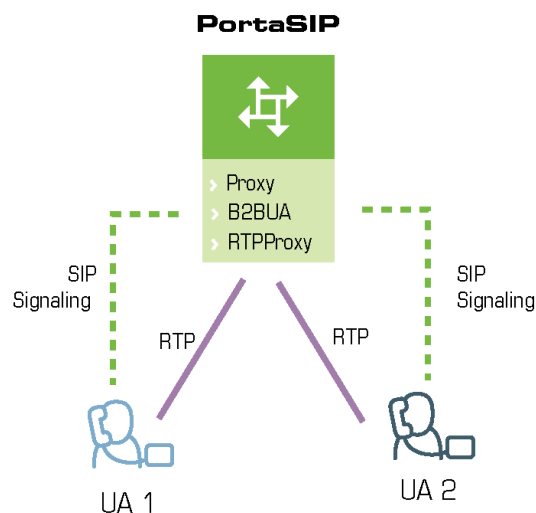 PortaSIP
Proxy
B2BUA
RTPProxy
SIP
Signaling
SIP
Signaling
RTP
RTP
UA 1
UA 2